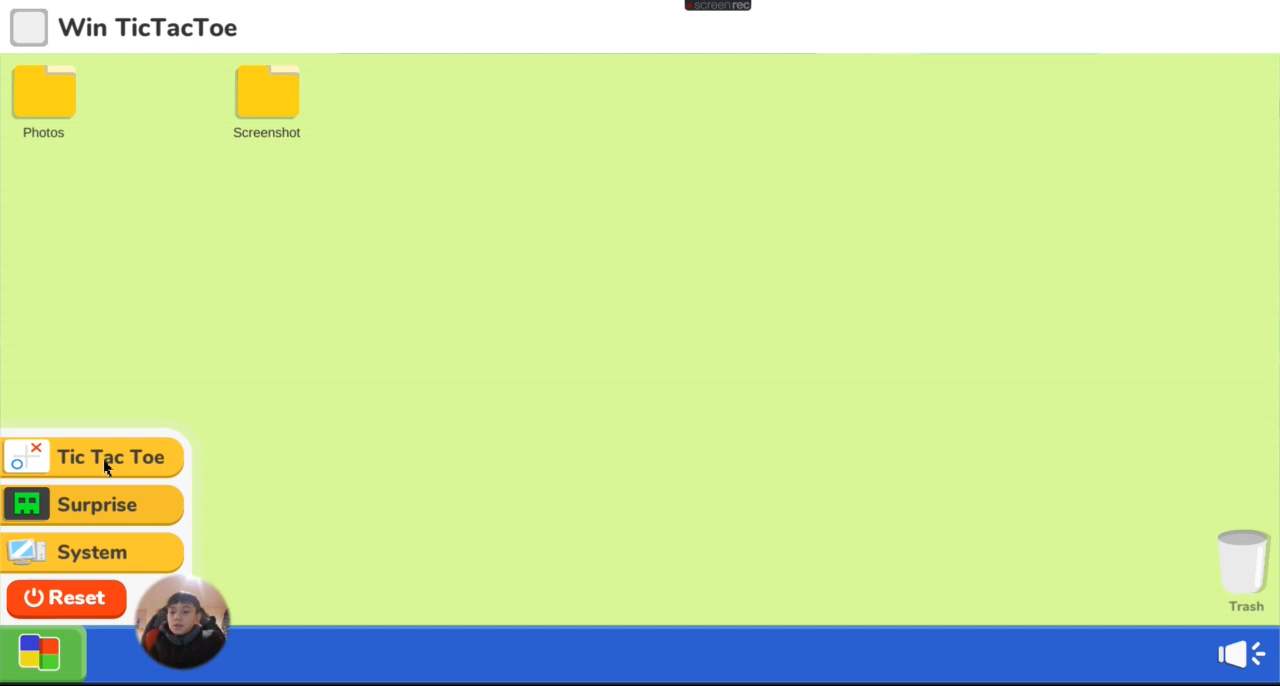 screenrec
Win TicTacToe
Photos
Screenshot
Tic Tac Toe
Surprise
System
Reset
Trash